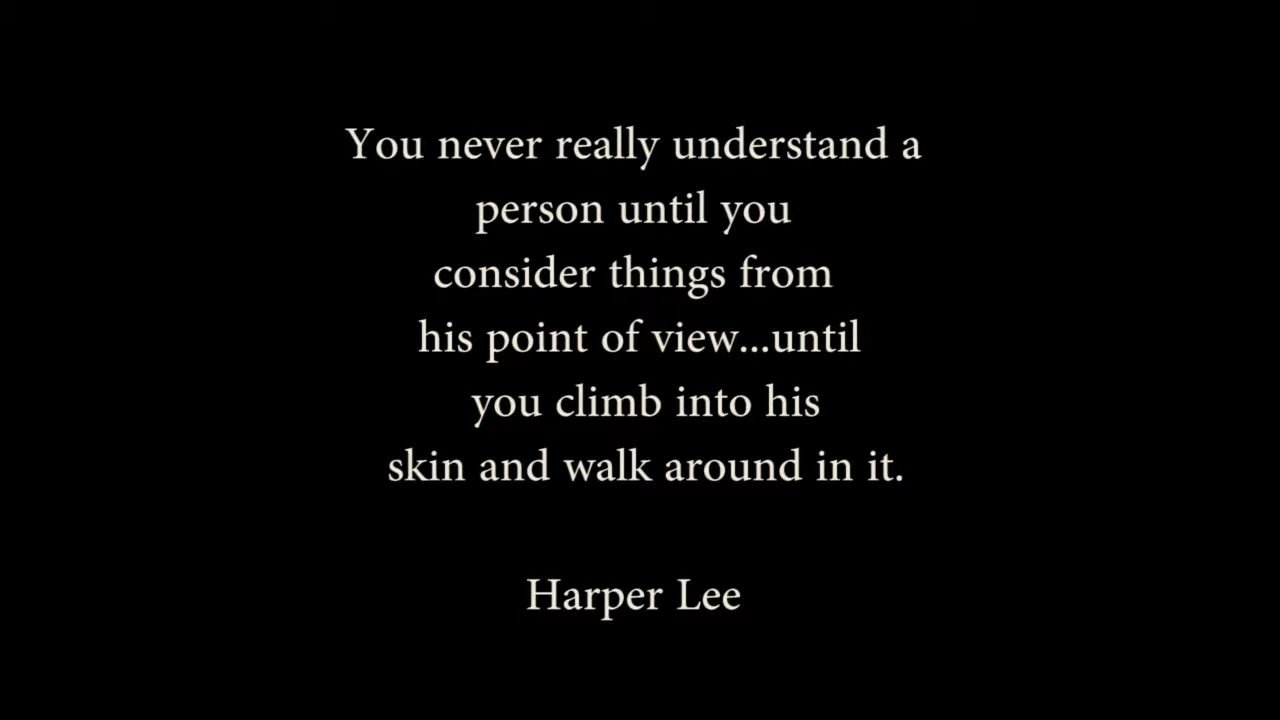 You never really understand a
person until you
consider things from
his point of view...until
you climb into his
skin and walk around in it.
Harper Lee